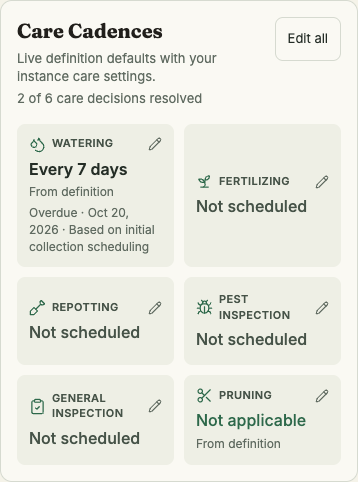 Care Cadences
Edit all
Live definition defaults with your
instance care settings.
2 of 6 care decisions resolved
WATERING
Every 7 days
From definition
Overdue · Oct 20,
2026 · Based on initial
collection scheduling
FERTILIZING
Not scheduled
REPOTTING
Not scheduled
PEST
INSPECTION
Not scheduled
GENERAL
INSPECTION
Not scheduled
PRUNING
Not applicable
From definition